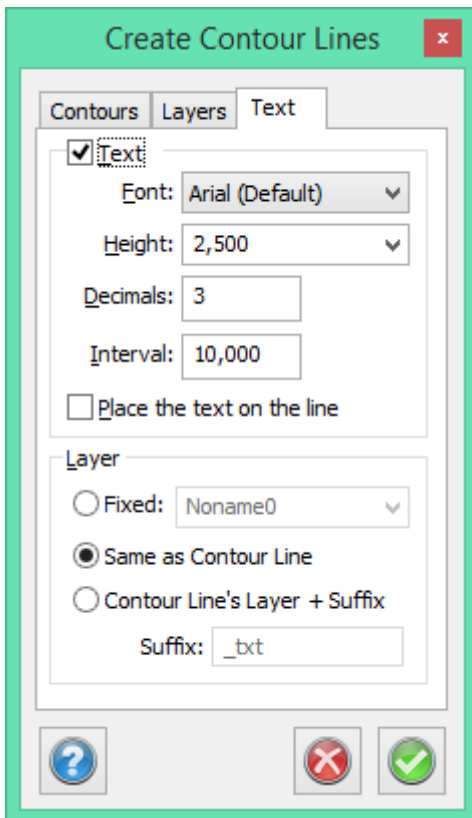 Create Contour Lines x
Contours Layers Text
Text
Font: Arial (Default)
Height: 2,500
Decimals: 3
Interval: 10,000
Place the text on the line
Layer
Fixed: Noname0
Same as Contour Line
Contour Line's Layer + Suffix
Suffix: _txt
?